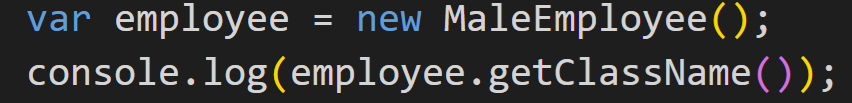 var employee = new MaleEmployee();
console.log(employee.getClassName());